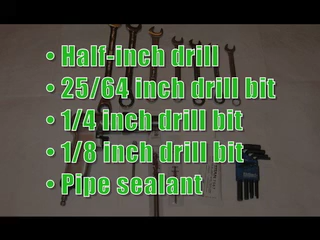 • Half-inch drill
• 25/64 inch drill bit
• 1/4 inch drill bit
• 1/8 inch drill bit
• Pipe sealant